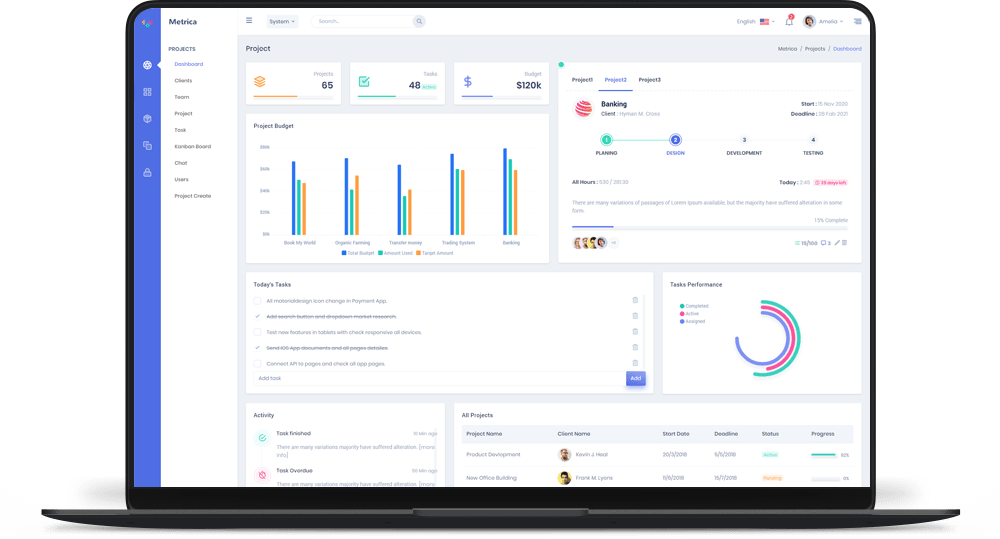 Metrica
System
Search...
English
2
Amelia
PROJECTS
Dashboard
Clients
Team
Project
Task
Kanban Board
Chat
Users
Project Create
Project
Metrica / Projects / Dashboard
Projects
65
Tasks
48 Active
Budget
$120k
Project Budget
$80k
$60k
$40k
$20k
$0k
Book My World
Organic Farming
Transfer Money
Trading System
Banking
Total Budget
Amount Used
Target Amount
Project1
Project2
Project3
Banking
Client : Hyman M. Cross
Start : 15 Nov 2020
Deadline : 28 Feb 2021
1
2
3
4
PLANING
DESIGN
DEVELOPMENT
TESTING
All Hours : 530 / 281:30
Today : 2:45
35 days left
There are many variations of passages of Lorem Ipsum available, but the majority have suffered alteration in some
form.
15% Complete
15/100
3
Today's Tasks
All materialdesign icon change in Payment App.
Add search button and dropdown market research.
Test new features in tablets with check responsive all devices.
Send iOS App documents and all pages detailes.
Connect API to pages and check all app pages.
Add task
Add
Tasks Performance
Completed
Active
Assigned
Activity
Task finished
10 Min ago
There are many variations majority have suffered alteration. [more
info]
Task Overdue
50 Min ago
There are many variations majority have suffered alteration. [more
All Projects
Project Name
Client Name
Start Date
Deadline
Status
Progress
Product Devlopment
Kevin J. Heal
20/3/2018
5/5/2018
Active
92%
New Office Building
Frank M. Lyons
11/6/2018
15/7/2018
Pending
0%